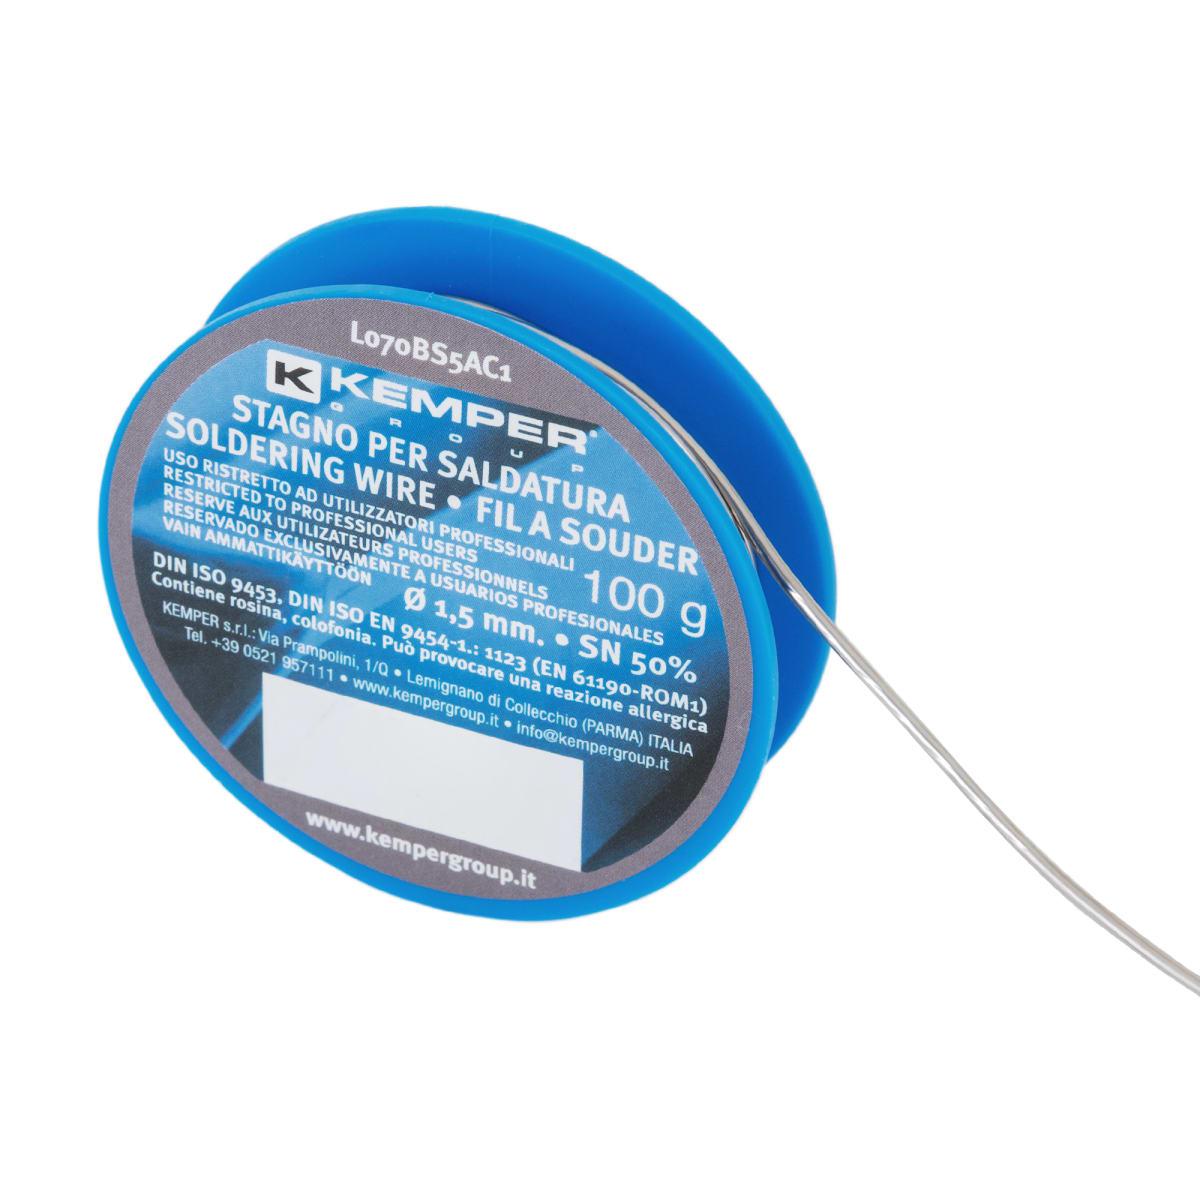 L070BS5AC1
K KEMPER
GROUP
STAGNO PER SALDATURA
SOLDERING WIRE • FIL A SOUDER
USO RISTRETTO AD UTILIZZATORI PROFESSIONALI
RESTRICTED TO PROFESSIONAL USERS
RESERVE AUX UTILIZATEURS PROFESSIONNELS
RESERVADO EXCLUSIVAMENTE A USUARIOS PROFESIONALES
VAIN AMMATTIKÄYTTÖÖN
100 g
Ø 1,5 mm. • SN 50%
DIN ISO 9453, DIN ISO EN 9454-1.: 1123 (EN 61190-ROM1)
Contiene rosina, colofonia. Può provocare una reazione allergica
KEMPER s.r.l.: Via Prampolini, 1/Q • Lemignano di Collecchio (PARMA) ITALIA
Tel. +39 0521 957111 • www.kempergroup.it • info@kempergroup.it
www.kempergroup.it